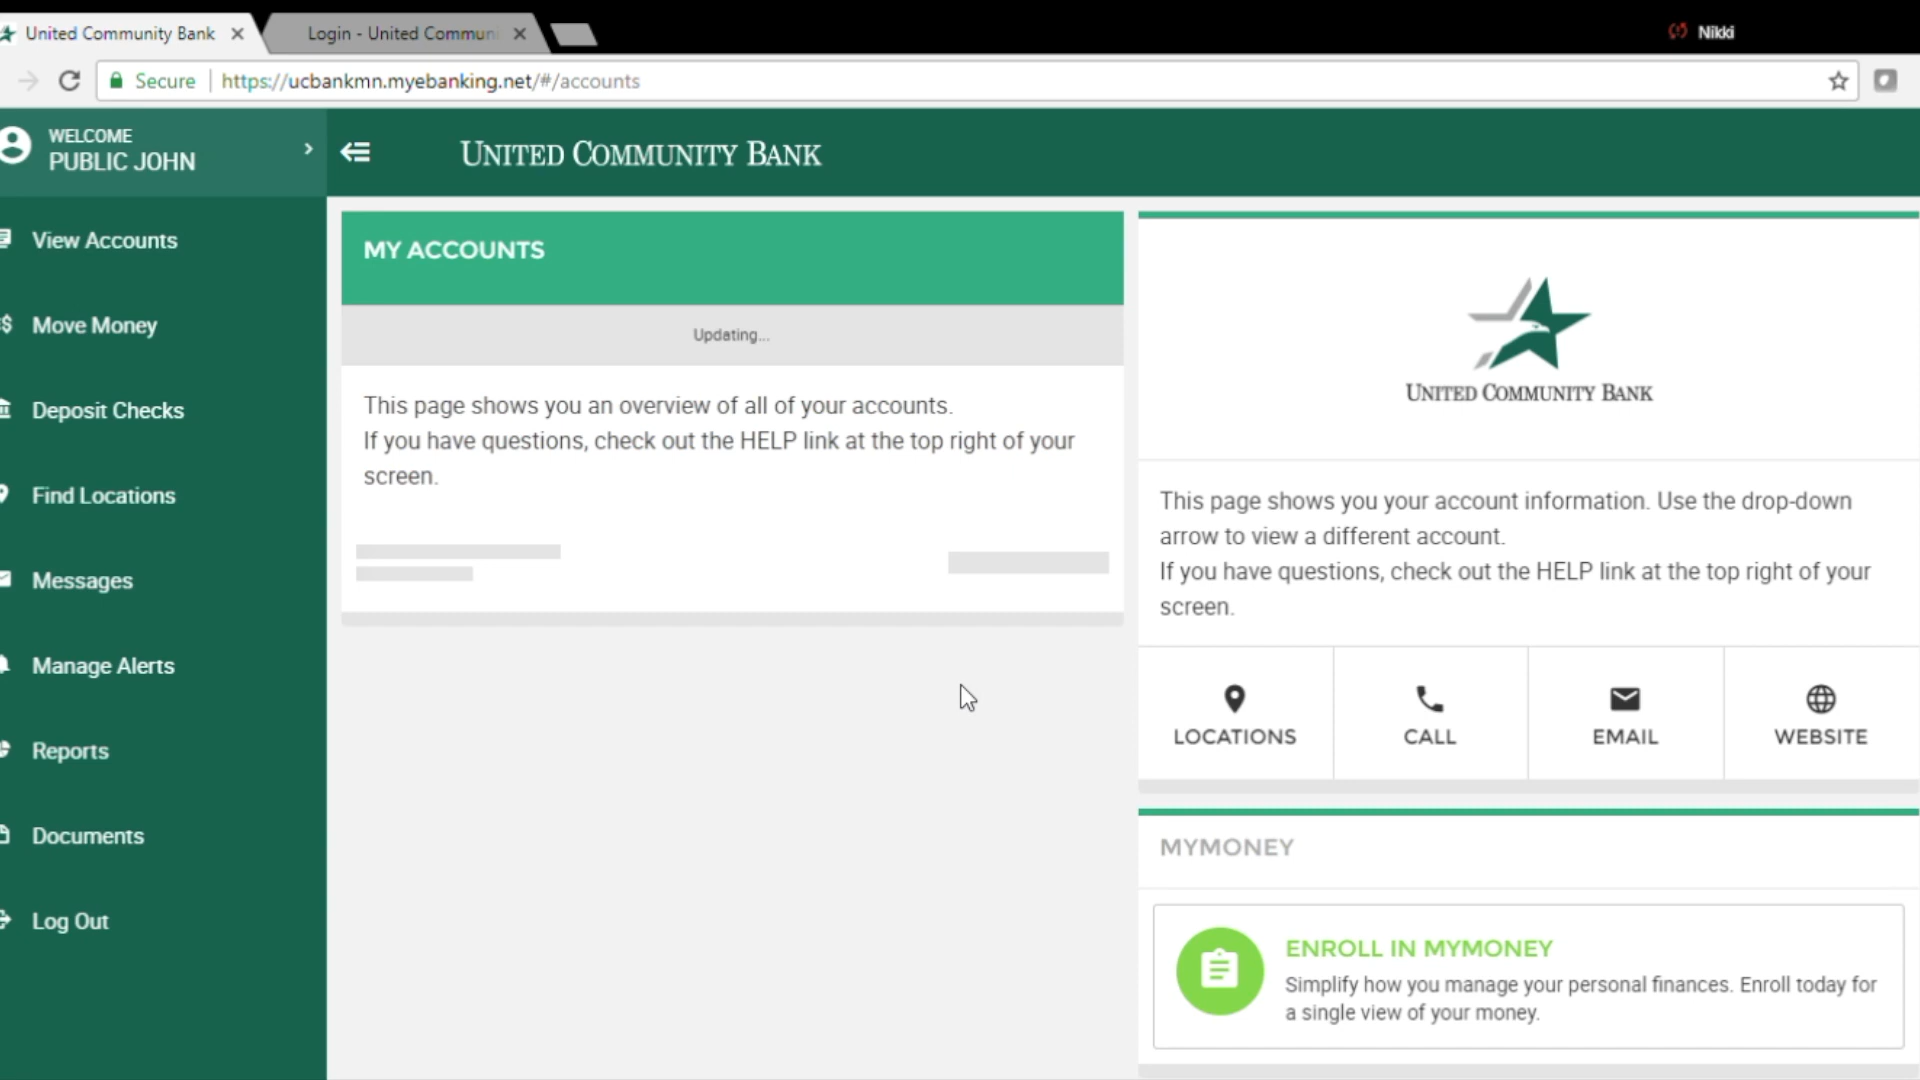 United Community Bank
Login - United Communi
Nikki
Secure
https://ucbankmn.myebanking.net/#/accounts
WELCOME
PUBLIC JOHN
UNITED COMMUNITY BANK
View Accounts
Move Money
Deposit Checks
Find Locations
Messages
Manage Alerts
Reports
Documents
Log Out
MY ACCOUNTS
Updating...
This page shows you an overview of all of your accounts.
If you have questions, check out the HELP link at the top right of your
screen.
UNITED COMMUNITY BANK
This page shows you your account information. Use the drop-down
arrow to view a different account.
If you have questions, check out the HELP link at the top right of your
screen.
LOCATIONS
CALL
EMAIL
WEBSITE
MYMONEY
ENROLL IN MYMONEY
Simplify how you manage your personal finances. Enroll today for
a single view of your money.